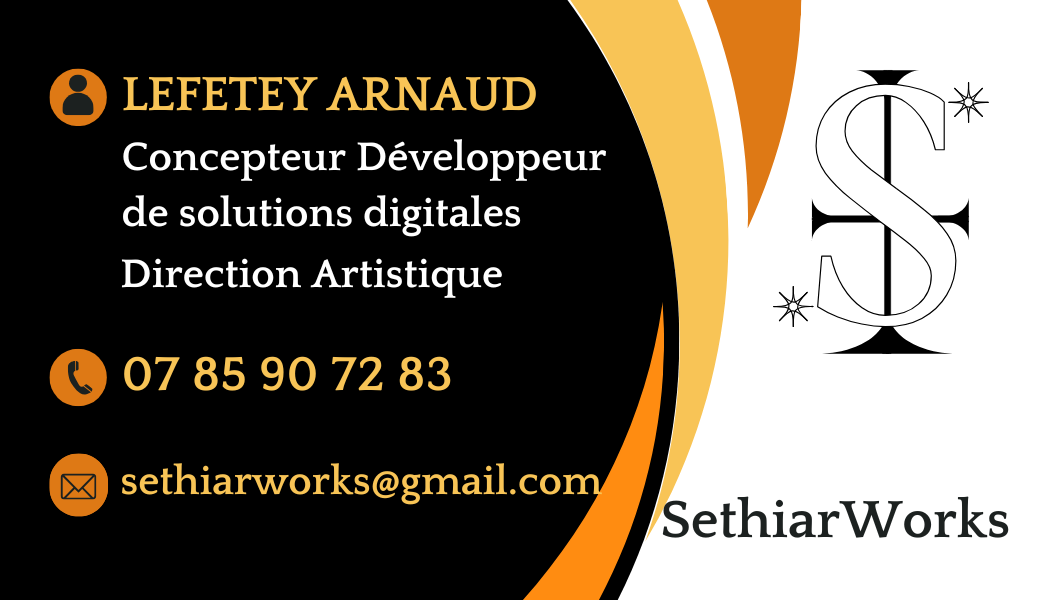 LEFETEY ARNAUD
Concepteur Développeur
de solutions digitales
Direction Artistique
07 85 90 72 83
sethiarworks@gmail.com
S
SethiarWorks